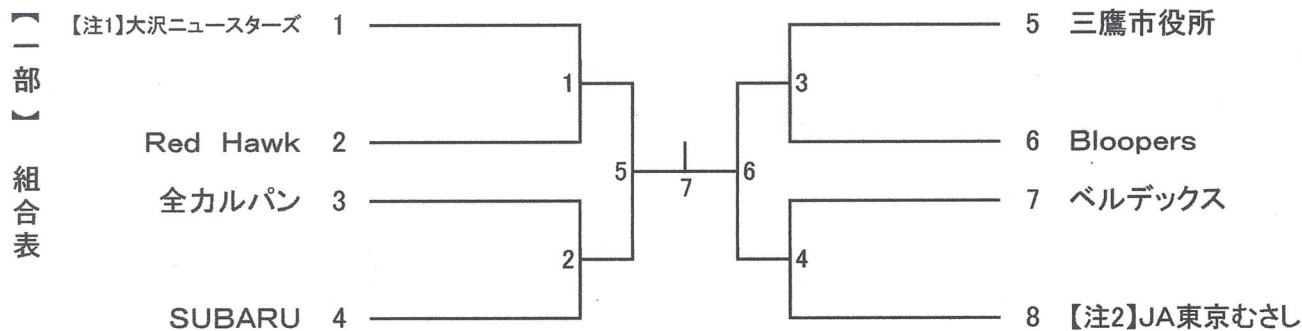 【一部】 組合表
【注1】大沢ニュースターズ 1
Red Hawk 2
全力ルパン 3
SUBARU 4
1
2
5
7
6
3
4
5 三鷹市役所
6 Bloopers
7 ベルデックス
8 【注2】JA東京むさし